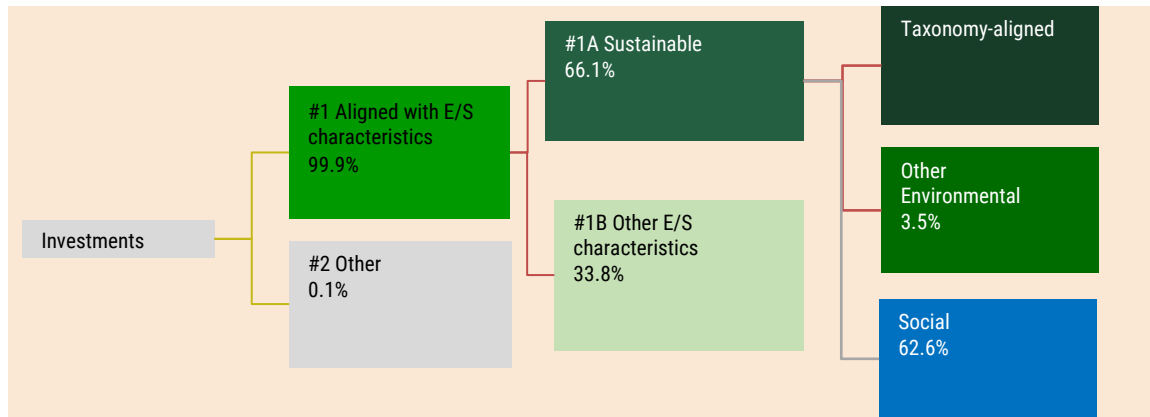 Investments
#1 Aligned with E/S
characteristics
99.9%
#2 Other
0.1%
#1A Sustainable
66.1%
#1B Other E/S
characteristics
33.8%
Taxonomy-aligned
Other
Environmental
3.5%
Social
62.6%